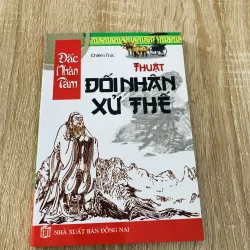 Đắc
Nhân
Tâm
Chiêm Trúc
THUẬT
ĐỐI NHÂN
XỬ THẾ
NHÀ XUẤT BẢN ĐỒNG NAI